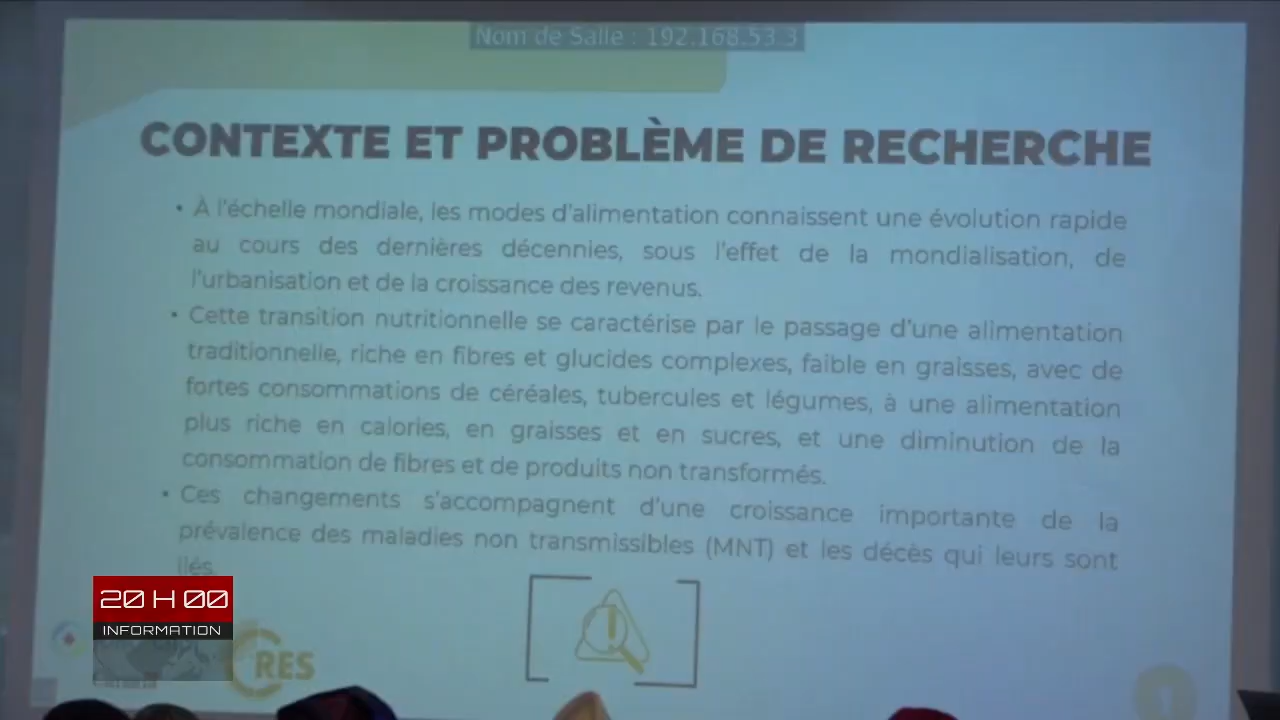 Nom de Salle : 192.168.53.3
CONTEXTE ET PROBLÈME DE RECHERCHE
• À l'échelle mondiale, les modes d'alimentation connaissent une évolution rapide
au cours des dernières décennies, sous l'effet de la mondialisation, de
l'urbanisation et de la croissance des revenus.
• Cette transition nutritionnelle se caractérise par le passage d'une alimentation
traditionnelle, riche en fibres et glucides complexes, faible en graisses, avec de
fortes consommations de céréales, tubercules et légumes, à une alimentation
plus riche en calories, en graisses et en sucres, et une diminution de la
consommation de fibres et de produits non transformés.
• Ces changements s'accompagnent d'une croissance importante de la
prévalence des maladies non transmissibles (MNT) et les décès qui leurs sont
liés.
20 H 00
INFORMATION
CRES